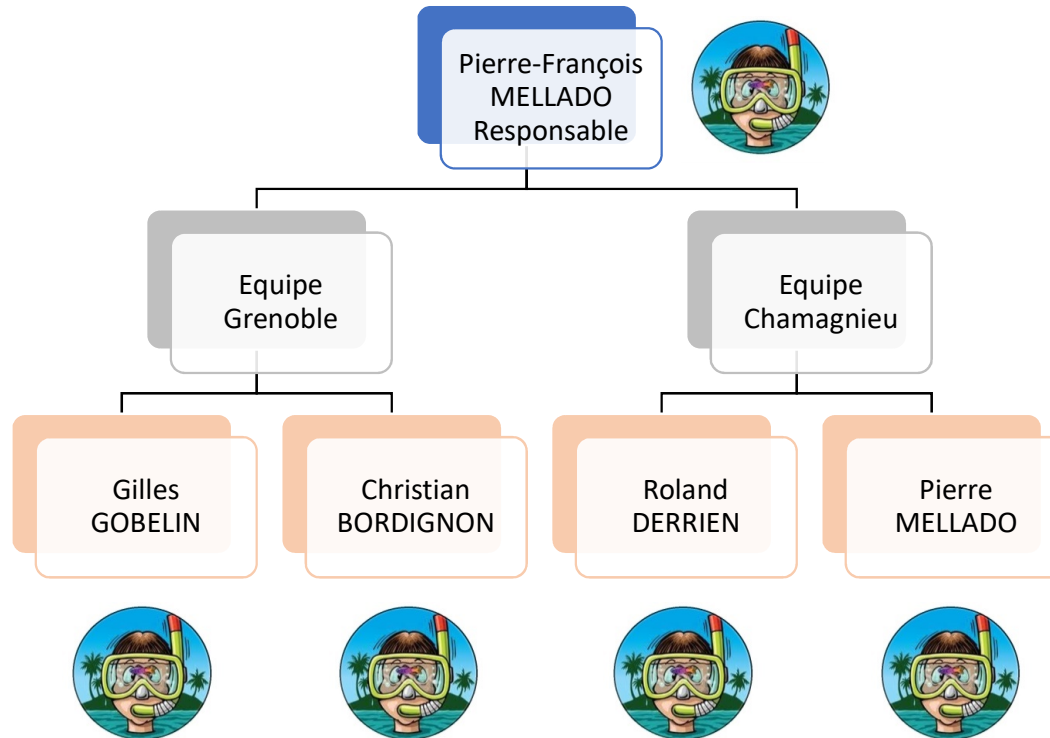 Pierre-François
MELLADO
Responsable
Equipe
Grenoble
Equipe
Chamagnieu
Gilles
GOBELIN
Christian
BORDIGNON
Roland
DERRIEN
Pierre
MELLADO